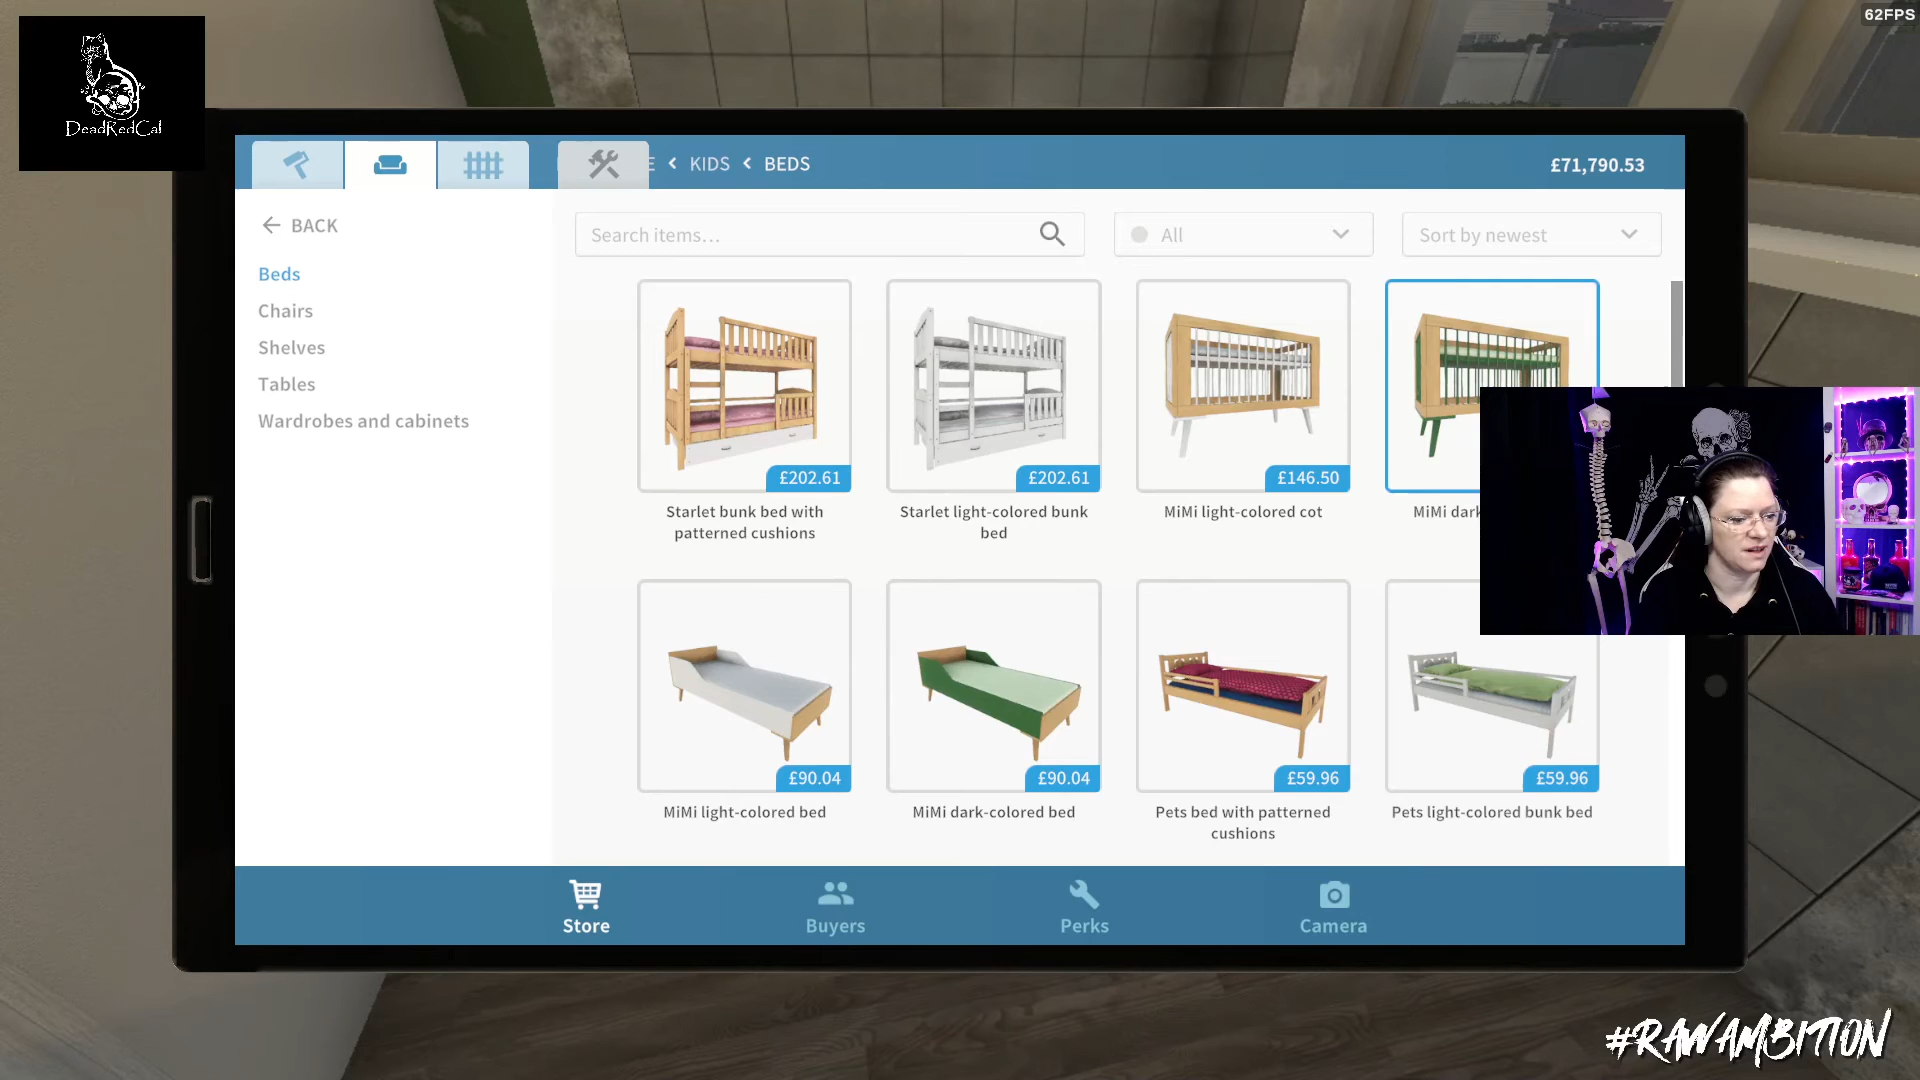 62FPS
DeadRedCal
E < KIDS < BEDS
£71,790.53
BACK
Search items...
All
Sort by newest
Beds
Chairs
Shelves
Tables
Wardrobes and cabinets
£202.61
£202.61
£146.50
Starlet bunk bed with
patterned cushions
Starlet light-colored bunk
bed
MiMi light-colored cot
MiMi dark
£90.04
£90.04
£59.96
£59.96
MiMi light-colored bed
MiMi dark-colored bed
Pets bed with patterned
cushions
Pets light-colored bunk bed
Store
Buyers
Perks
Camera
#RAWAMBITION